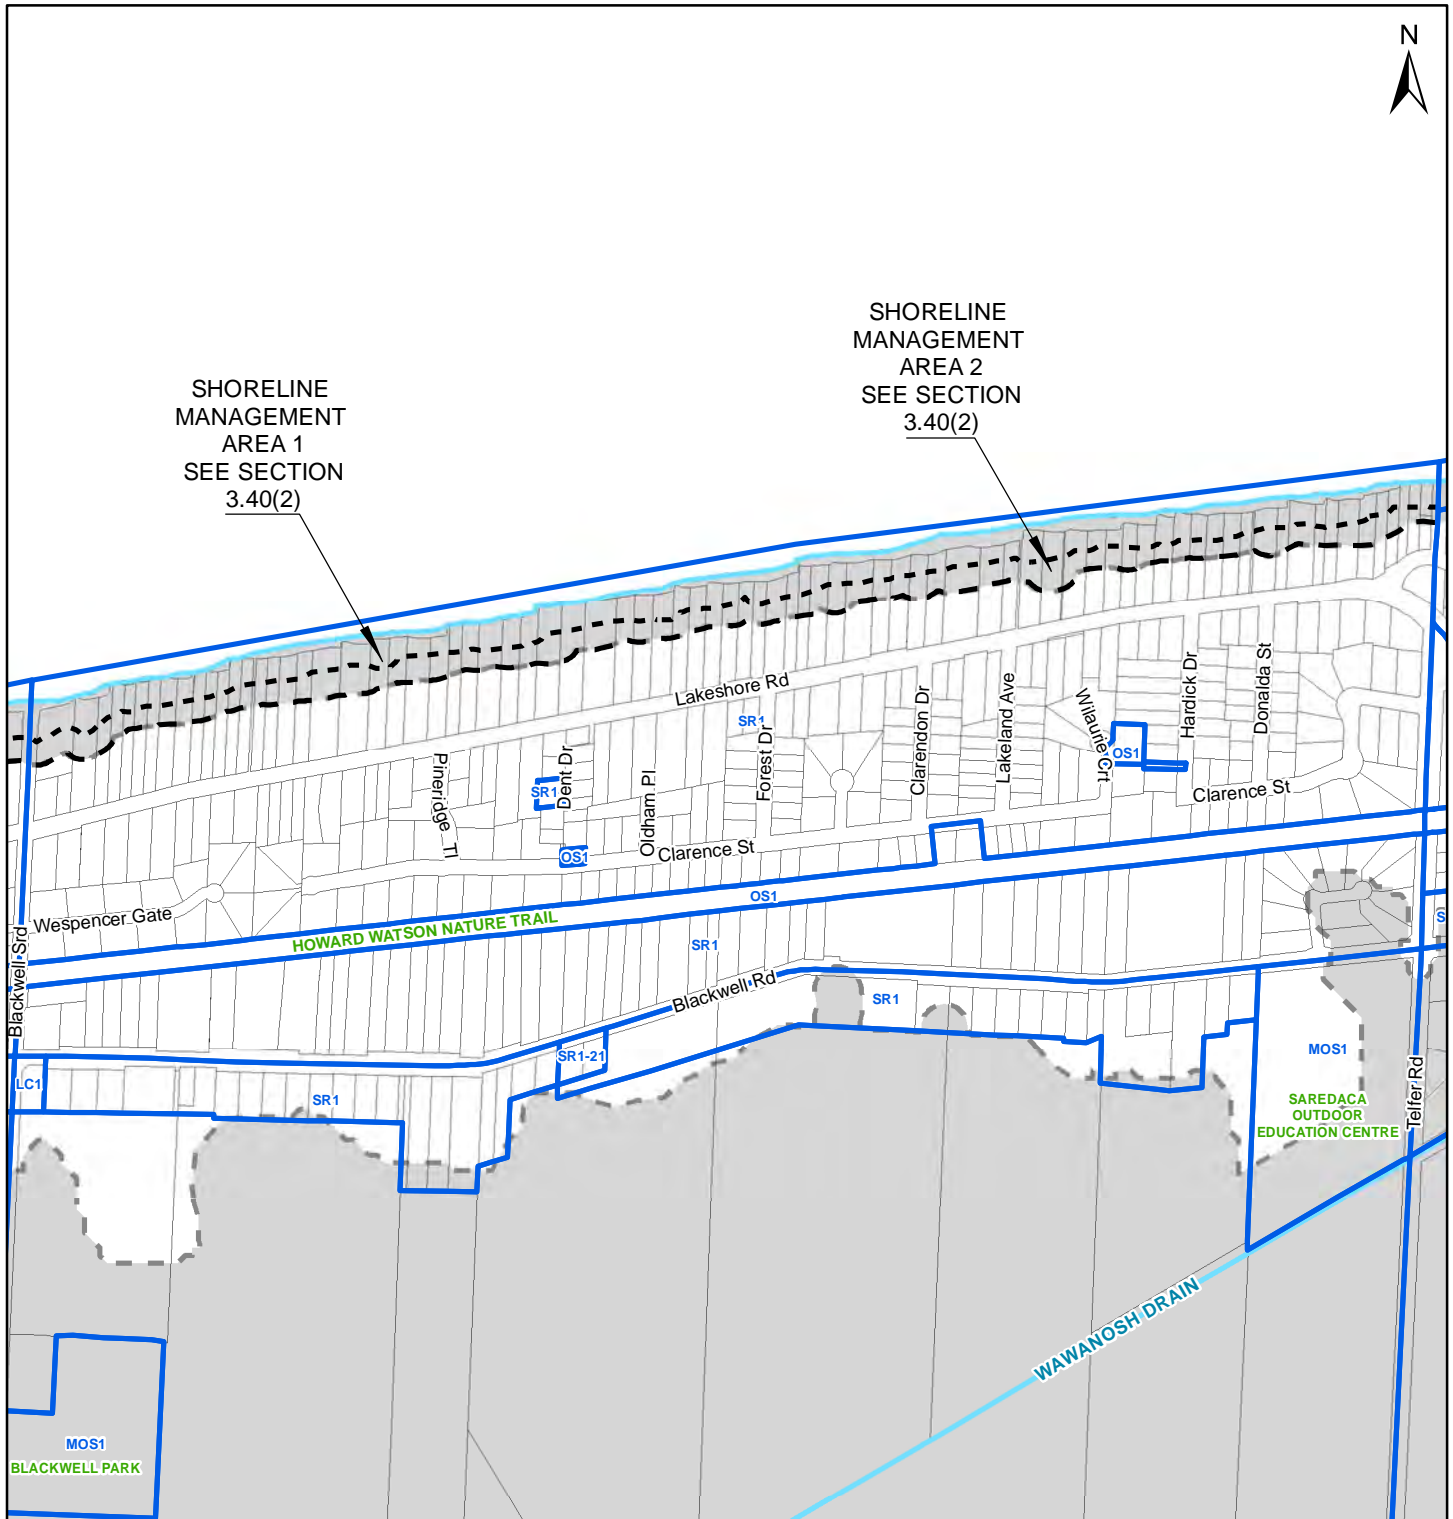 N
SHORELINE
MANAGEMENT
AREA 2
SEE SECTION
3.40(2)
SHORELINE
MANAGEMENT
AREA 1
SEE SECTION
3.40(2)
Lakeshore Rd
SR1
Pineridge Tl
Dent Dr
SR1
Oldham Pl
Forest Dr
Clarendon Dr
Lakeland Ave
Wilaurie Crt
OS1
Hardick Dr
Donalda St
Clarence St
OS1
Clarence St
Wespencer Gate
OS1
HOWARD WATSON NATURE TRAIL
SR1
Blackwell Srd
Blackwell Rd
SR1
SR1-21
LC1
SR1
MOS1
SAREDACA
OUTDOOR
EDUCATION CENTRE
Telfer Rd
WAWANOSH DRAIN
MOS1
BLACKWELL PARK